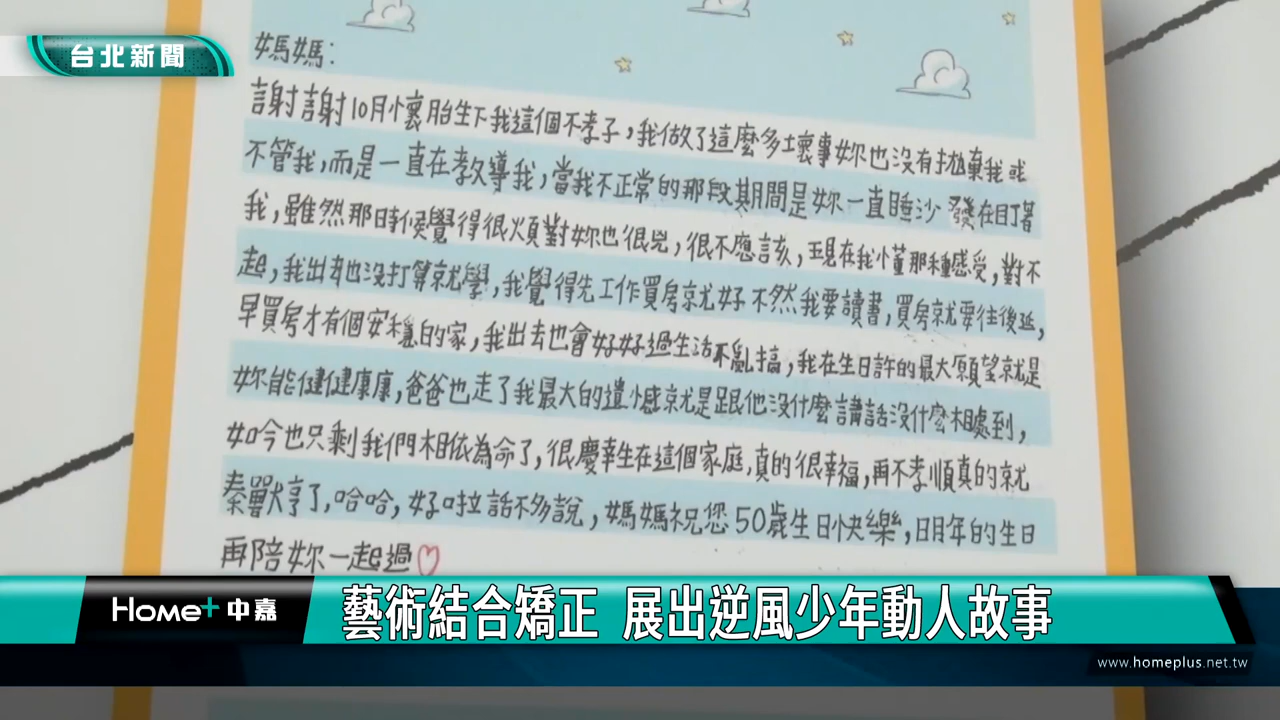 台北新聞
媽媽：
謝謝10月懷胎生下我這個不孝子，我做了這麼多壞事妳也沒有拋棄我或
不管我，而是一直在教導我，當我不正常的那段期間是妳一直睡沙發在盯著
我，雖然那時候覺得很煩對妳也很兇，很不應該，現在我懂那種感受，對不
起，我出去也沒打算就學，我覺得先工作買房就好不然我要讀書，買房就要往後延，
早買房才有個安穩的家，我出去也會好好過生活不亂搞，我在生日許的最大願望就是
妳能健健康康，爸爸也走了我最大的遺憾就是跟他沒什麼講話沒什麼相處到，
如今也只剩我們相依為命了，很慶幸生在這個家庭，真的很幸福，再不孝順真的就
泰獸亨了，哈哈，好啦話不多說，媽媽祝您50歲生日快樂，明年的生日
再陪妳一起過♡
Home+中嘉
藝術結合矯正 展出逆風少年動人故事
www.homeplus.net.tw